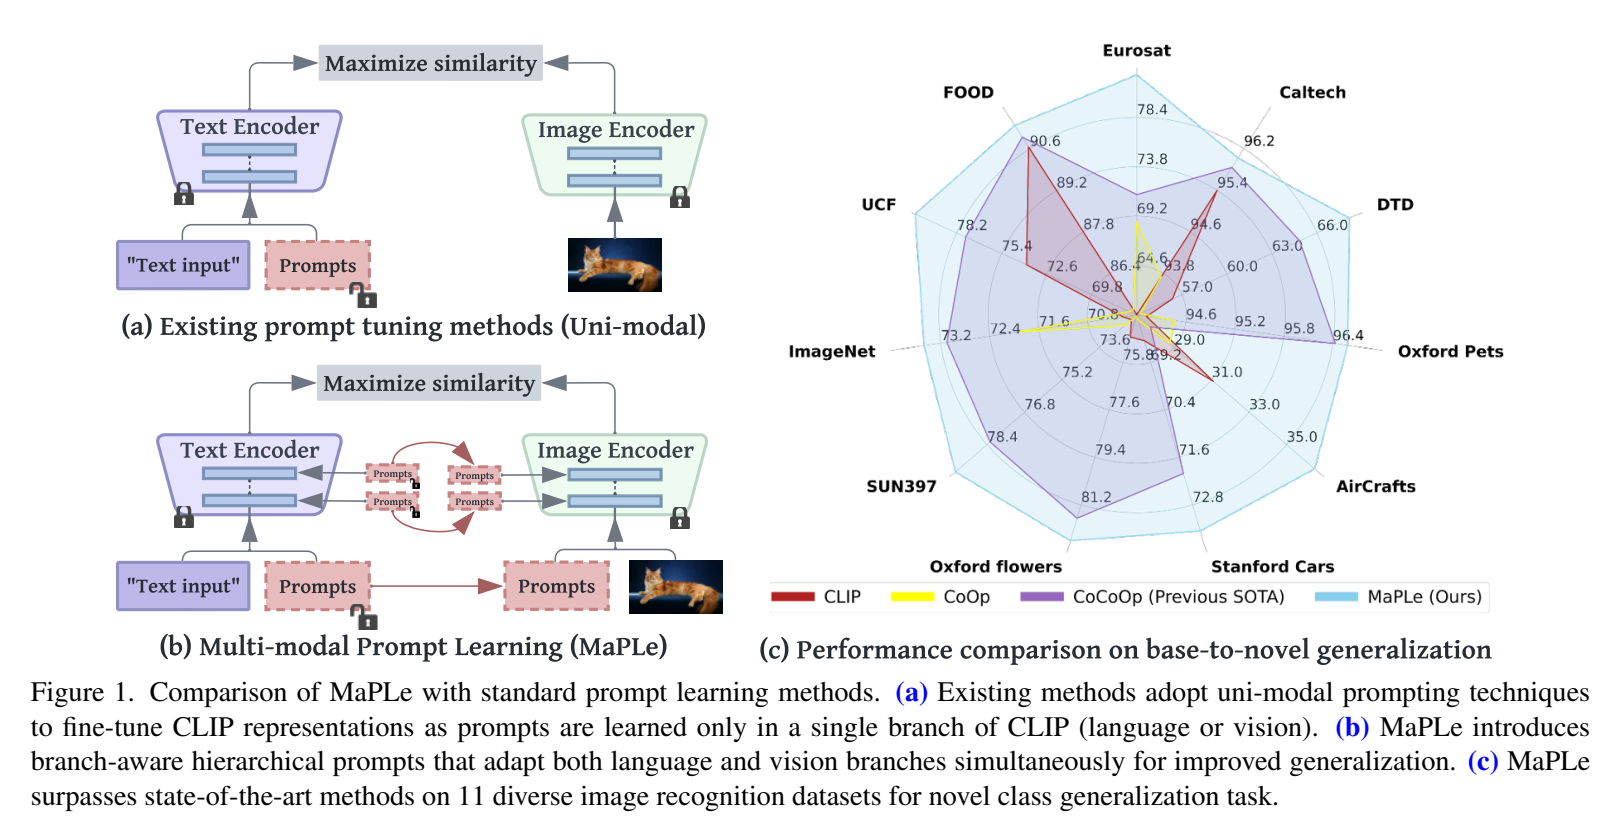 Maximize similarity
Text Encoder
Image Encoder
"Text input"
Prompts
(a) Existing prompt tuning methods (Uni-modal)
Maximize similarity
Text Encoder
Image Encoder
Prompts
Prompts
Prompts
Prompts
"Text input"
Prompts
Prompts
(b) Multi-modal Prompt Learning (MaPLe)
Eurosat
78.4
73.8
69.2
64.6
Caltech
96.2
95.4
94.6
93.8
DTD
66.0
63.0
60.0
57.0
Oxford Pets
96.4
95.8
95.2
94.6
AirCrafts
35.0
33.0
31.0
29.0
Stanford Cars
72.8
71.6
70.4
69.2
Oxford flowers
81.2
79.4
77.6
75.8
SUN397
78.4
76.8
75.2
73.6
ImageNet
73.2
72.4
71.6
70.8
UCF
78.2
75.4
72.6
69.8
FOOD
90.6
89.2
87.8
86.4
CLIP
CoOp
CoCoOp (Previous SOTA)
MaPLe (Ours)
(c) Performance comparison on base-to-novel generalization
Figure 1. Comparison of MaPLe with standard prompt learning methods. (a) Existing methods adopt uni-modal prompting techniques
to fine-tune CLIP representations as prompts are learned only in a single branch of CLIP (language or vision). (b) MaPLe introduces
branch-aware hierarchical prompts that adapt both language and vision branches simultaneously for improved generalization. (c) MaPLe
surpasses state-of-the-art methods on 11 diverse image recognition datasets for novel class generalization task.